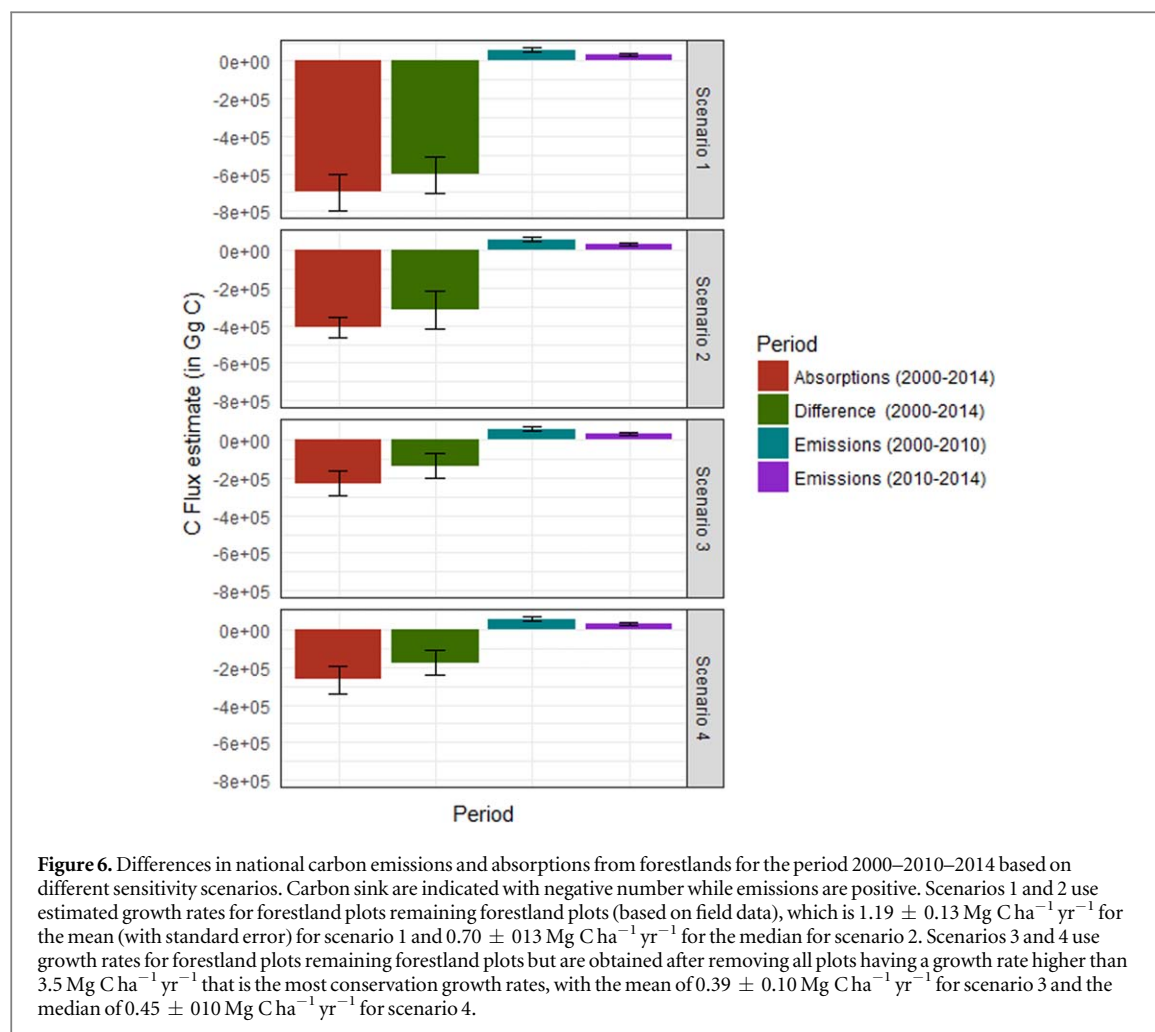 0e+00
-2e+05
-4e+05
-6e+05
-8e+05
Scenario 1
0e+00
-2e+05
-4e+05
-6e+05
-8e+05
Scenario 2
0e+00
-2e+05
-4e+05
-6e+05
-8e+05
Scenario 3
0e+00
-2e+05
-4e+05
-6e+05
-8e+05
Scenario 4
C Flux estimate (in Gg C)
Period
Period
Absorptions (2000-2014)
Difference (2000-2014)
Emissions (2000-2010)
Emissions (2010-2014)
Figure 6. Differences in national carbon emissions and absorptions from forestlands for the period 2000–2010–2014 based on
different sensitivity scenarios. Carbon sink are indicated with negative number while emissions are positive. Scenarios 1 and 2 use
estimated growth rates for forestland plots remaining forestland plots (based on field data), which is 1.19 ± 0.13 Mg C ha⁻¹ yr⁻¹ for
the mean (with standard error) for scenario 1 and 0.70 ± 013 Mg C ha⁻¹ yr⁻¹ for the median for scenario 2. Scenarios 3 and 4 use
growth rates for forestland plots remaining forestland plots but are obtained after removing all plots having a growth rate higher than
3.5 Mg C ha⁻¹ yr⁻¹ that is the most conservation growth rates, with the mean of 0.39 ± 0.10 Mg C ha⁻¹ yr⁻¹ for scenario 3 and the
median of 0.45 ± 010 Mg C ha⁻¹ yr⁻¹ for scenario 4.